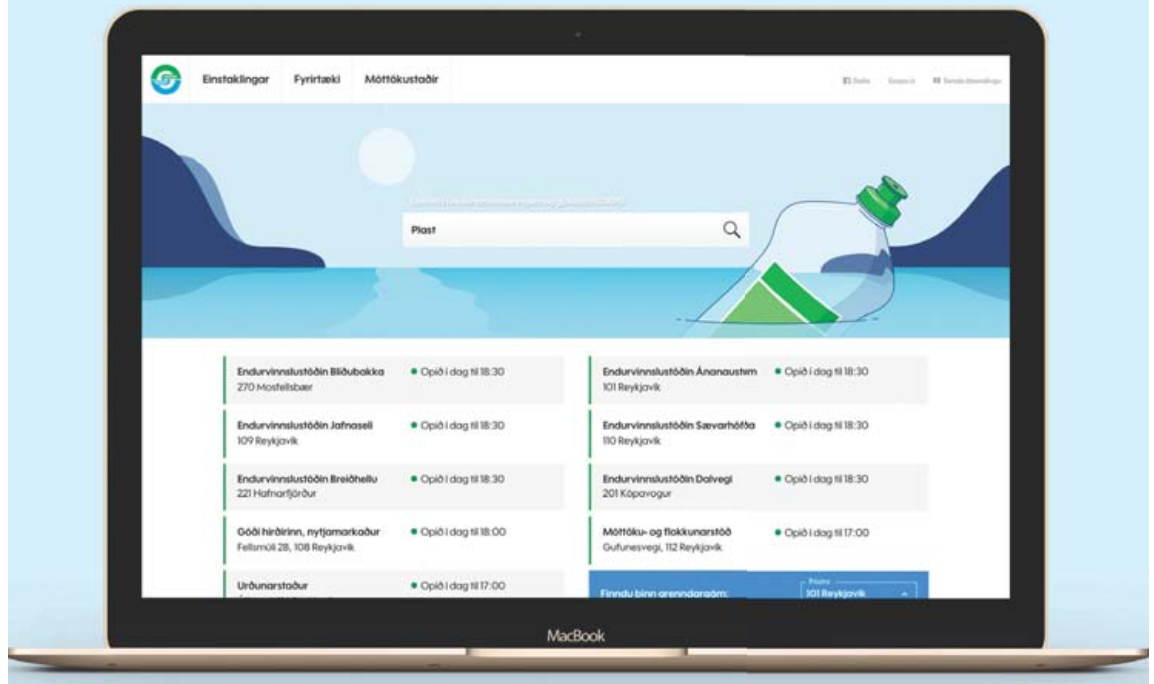 Einstaklingar Fyrirtæki Móttökustaðir
Plast
Endurvinnslustöðin Blíðubakka
270 Mosfellsbær
Opið í dag til 18:30
Endurvinnslustöðin Ánanaustum
101 Reykjavík
Opið í dag til 18:30
Endurvinnslustöðin Jafnaseli
109 Reykjavík
Opið í dag til 18:30
Endurvinnslustöðin Sævarhöfða
110 Reykjavík
Opið í dag til 18:30
Endurvinnslustöðin Breiðhellu
221 Hafnarfjörður
Opið í dag til 18:30
Endurvinnslustöðin Dalvegi
201 Kópavogur
Opið í dag til 18:30
Góði hirðirinn, nytjamarkaður
Fellsmúli 28, 108 Reykjavík
Opið í dag til 18:00
Móttöku- og flokkunarstöð
Gufunesvegi, 112 Reykjavík
Opið í dag til 17:00
Urðunarstaður
Opið í dag til 17:00
Finndu þinn grenndargám:
101 Reykjavík
MacBook